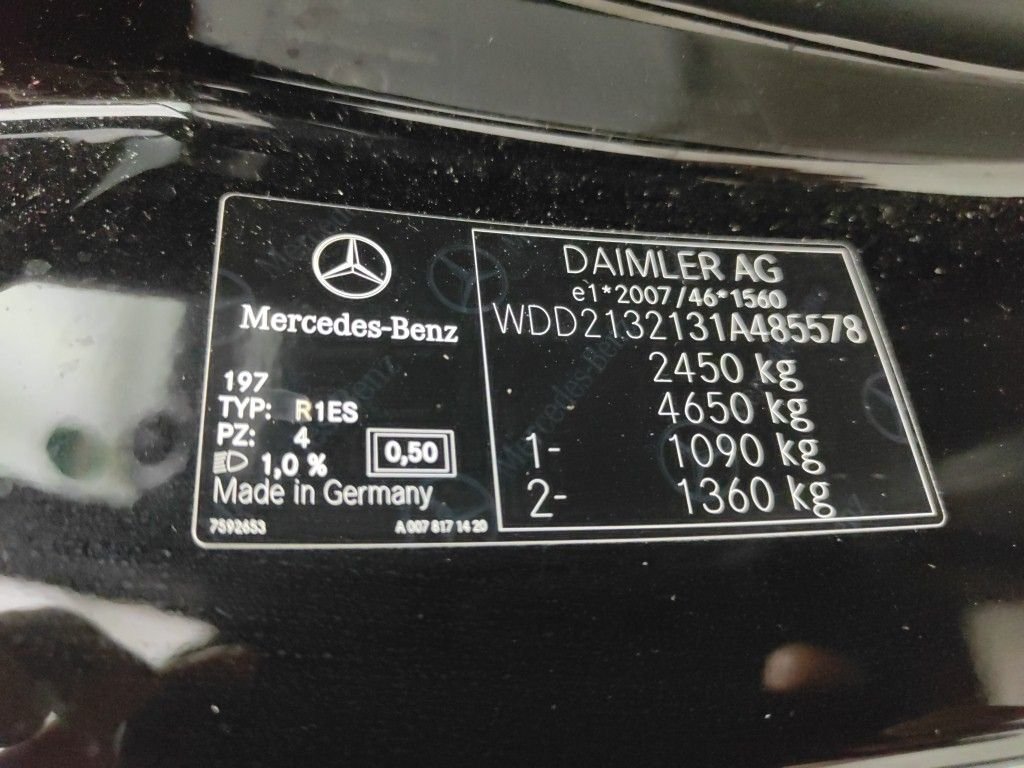 Mercedes-Benz
197
TYP: R1ES
PZ: 4
1,0 %
0,50
Made in Germany
7592653
A 007 817 14 20
DAIMLER AG
e1*2007/46*1560
WDD2132131A485578
2450 kg
4650 kg
1- 1090 kg
2- 1360 kg